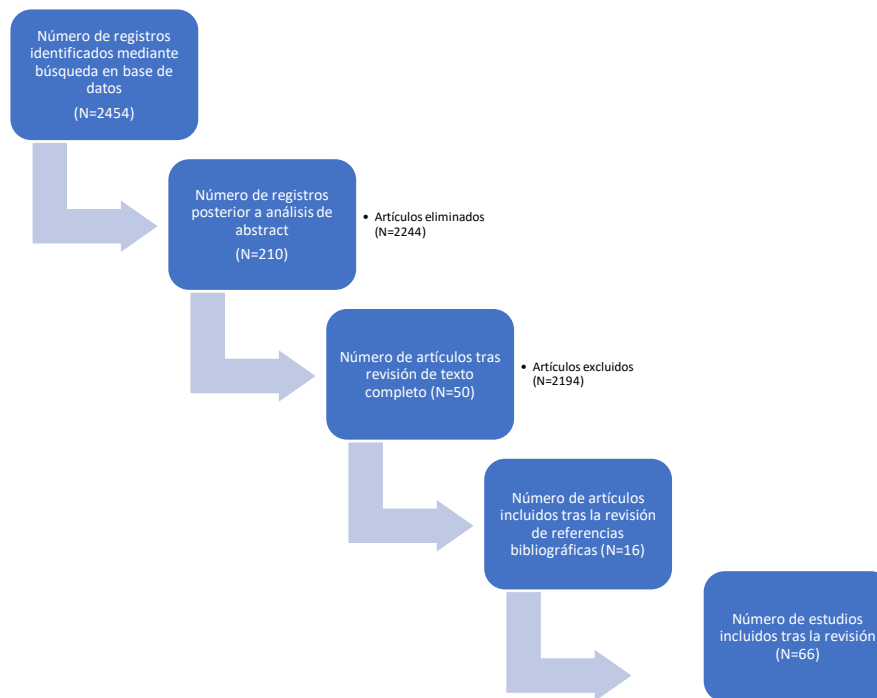 Número de registros
identificados mediante
búsqueda en base de
datos
(N=2454)
Número de registros
posterior a análisis de
abstract
(N=210)
• Artículos eliminados
(N=2244)
Número de artículos tras
revisión de texto
completo (N=50)
• Artículos excluidos
(N=2194)
Número de artículos
incluidos tras la revisión
de referencias
bibliográficas (N=16)
Número de estudios
incluidos tras la revisión
(N=66)